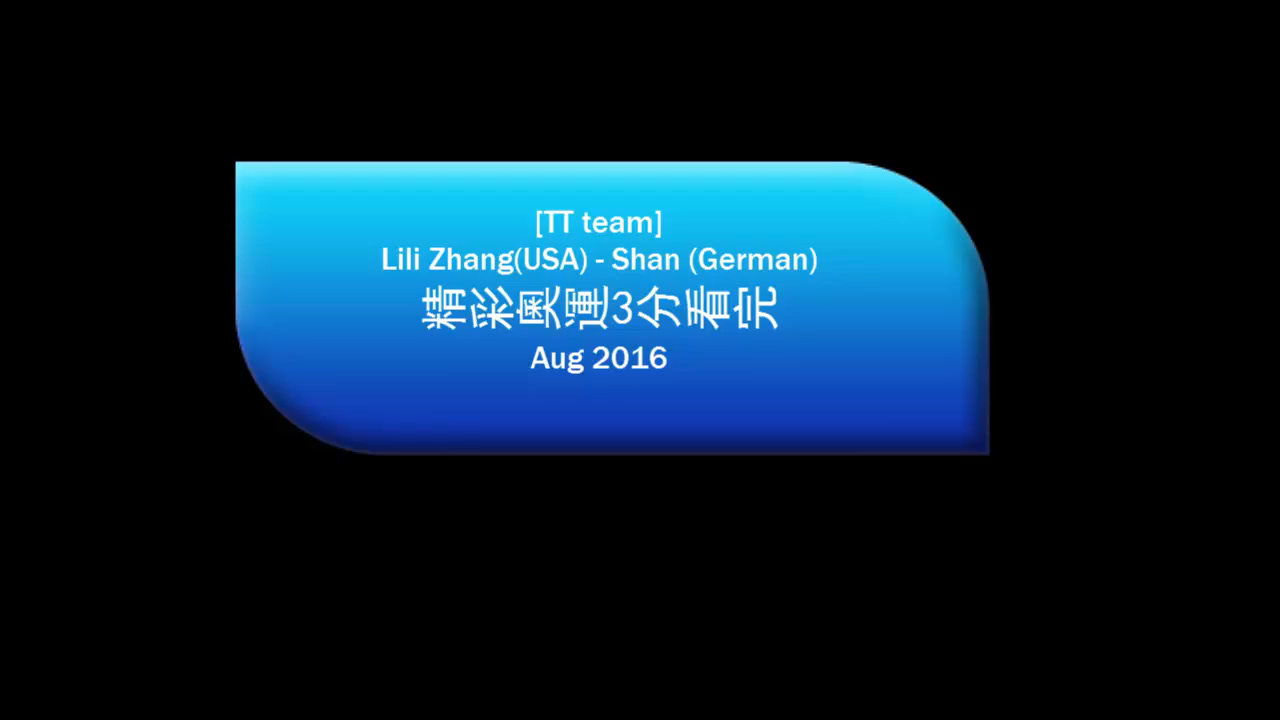 [TT team]
Lili Zhang(USA) - Shan (German)
精彩奧運3分看完
Aug 2016